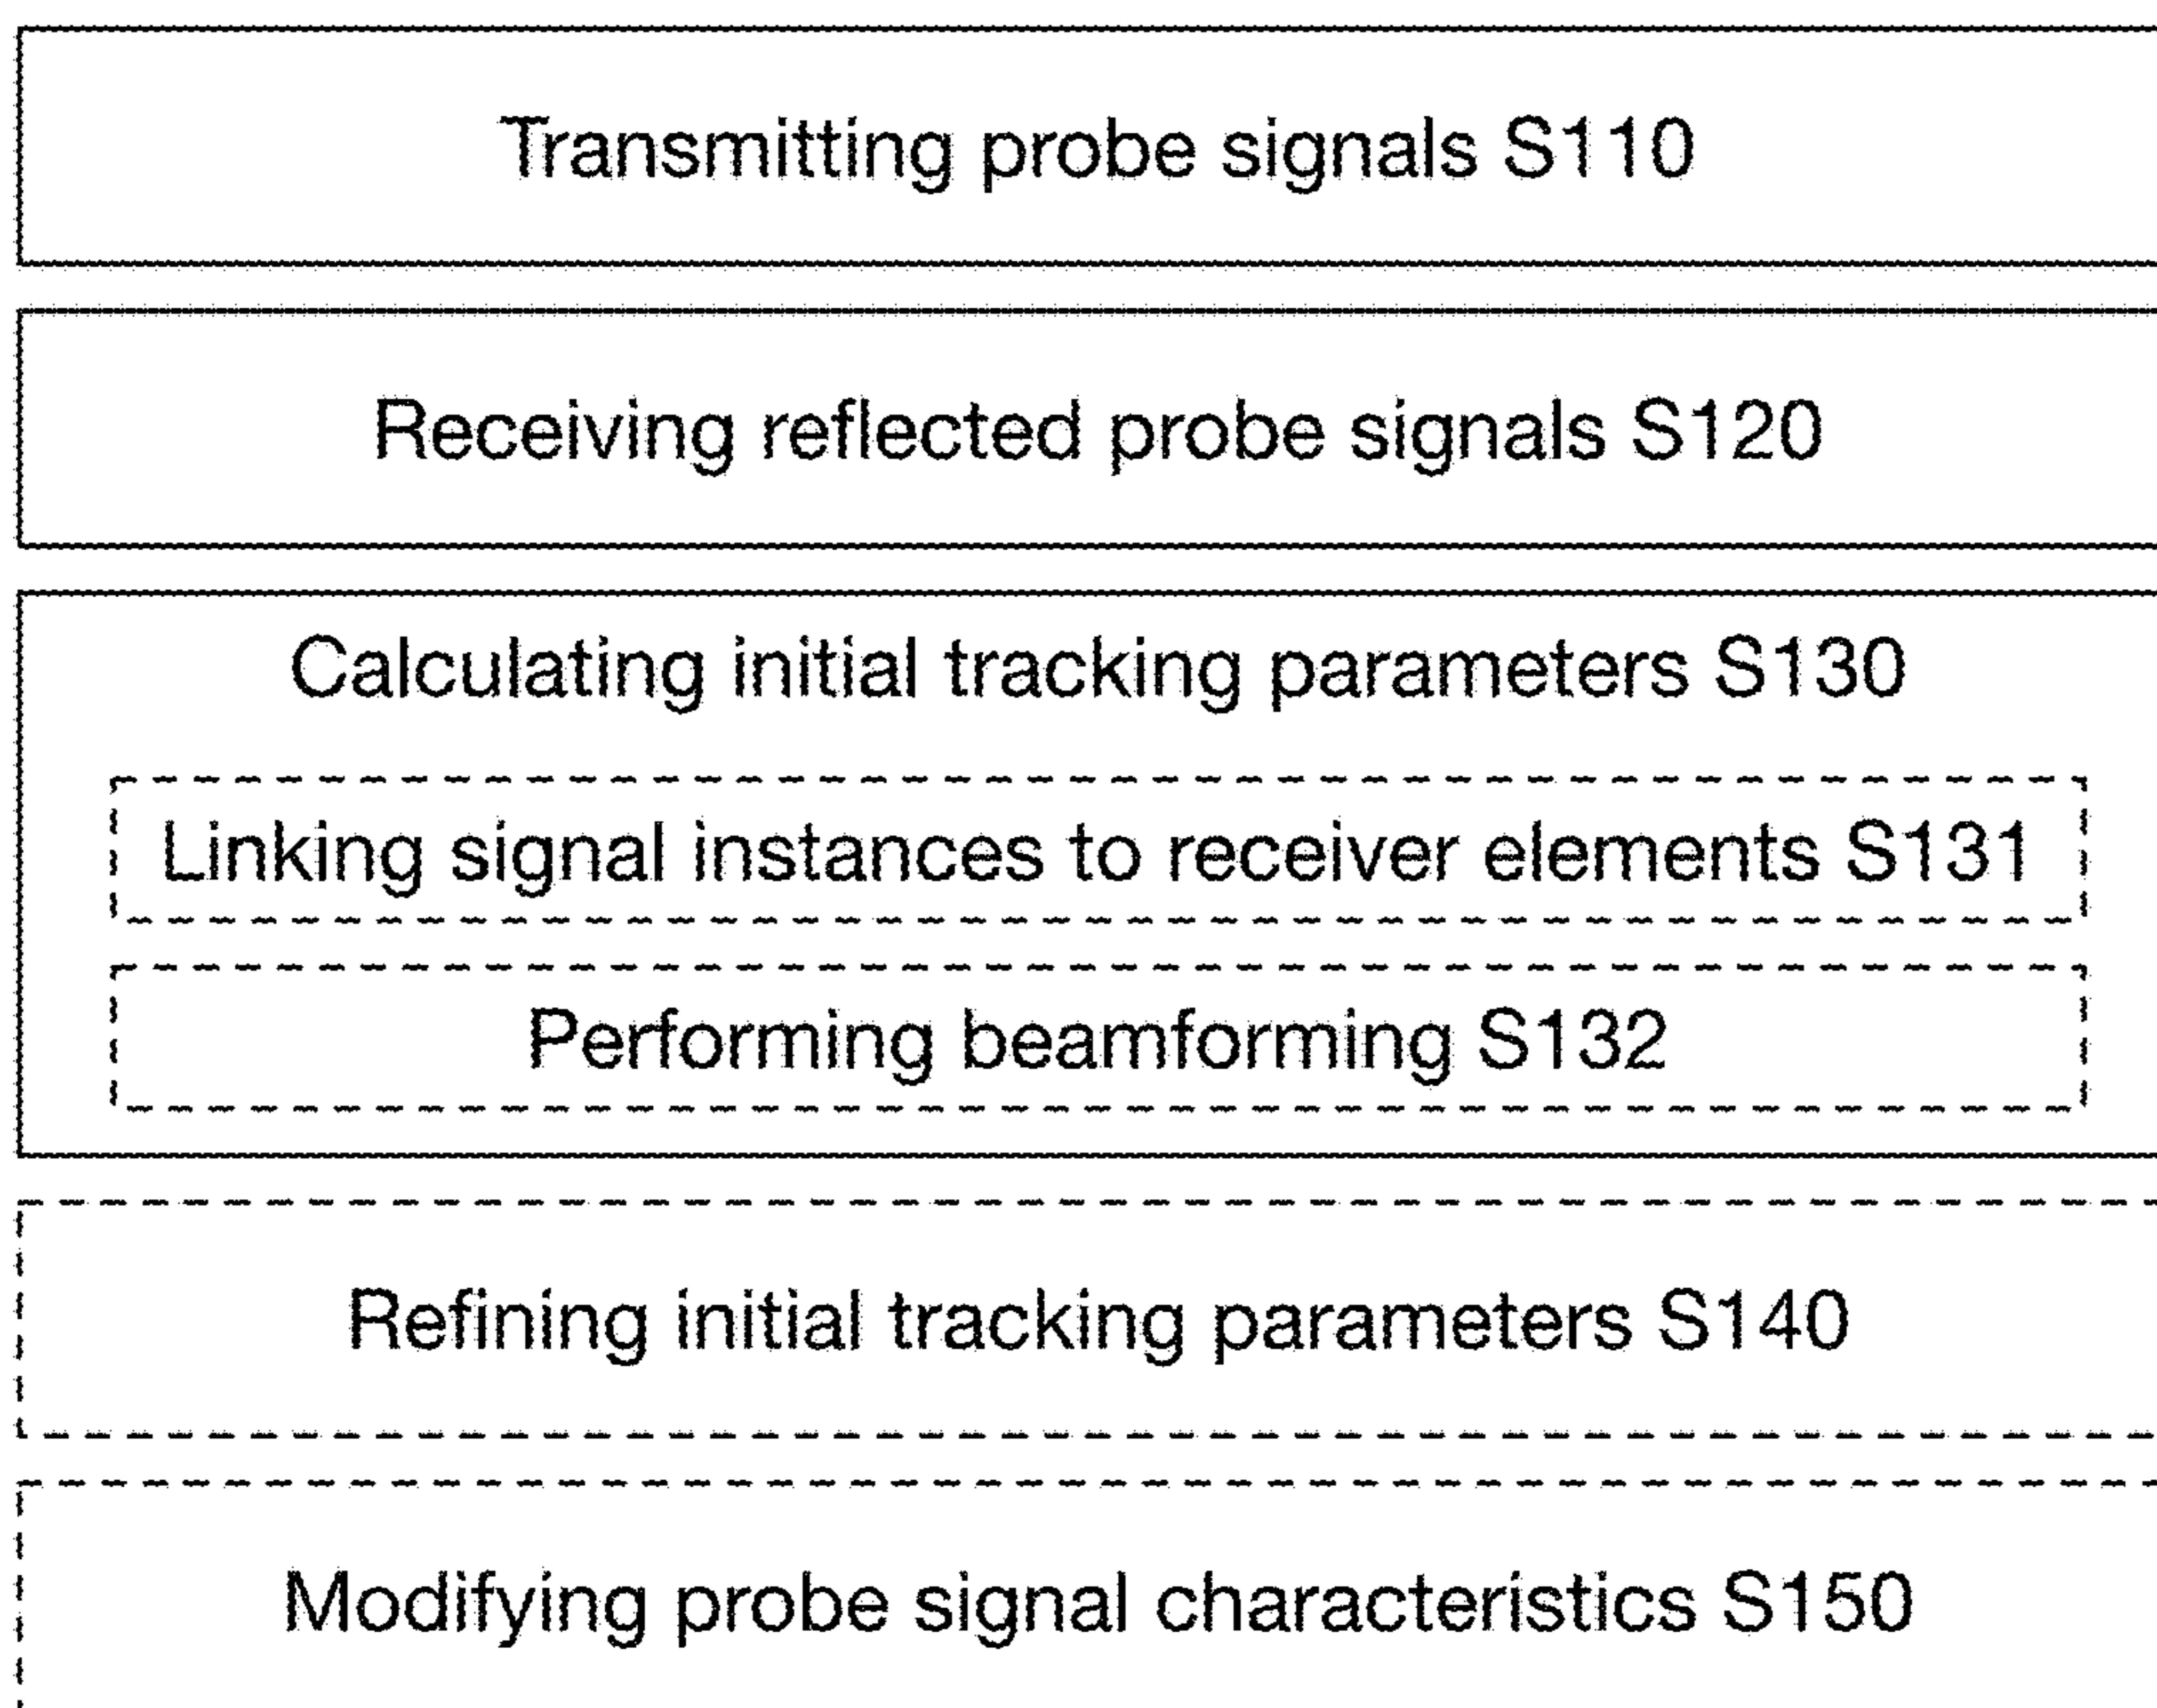 Transmitting probe signals S110
Receiving reflected probe signals S120
Calculating initial tracking parameters S130
Linking signal instances to receiver elements S131
Performing beamforming S132
Refining initial tracking parameters S140
Modifying probe signal characteristics S150